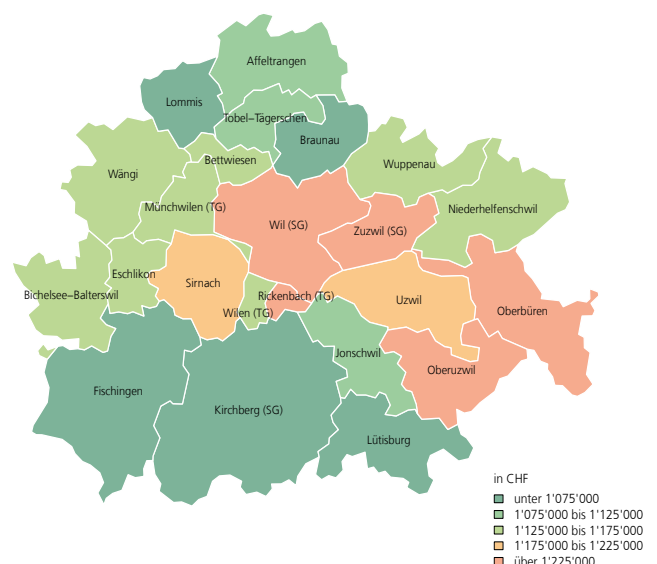 Affeltrangen
Lommis
Tobel–Tägerschen
Braunau
Bettwiesen
Wuppenau
Wängi
Münchwilen (TG)
Niederhelfenschwil
Wil (SG)
Zuzwil (SG)
Eschlikon
Sirnach
Bichelsee–Balterswil
Rickenbach (TG)
Uzwil
Wilen (TG)
Oberbüren
Jonschwil
Oberuzwil
Fischingen
Kirchberg (SG)
Lütisburg
in CHF
unter 1'075'000
1'075'000 bis 1'125'000
1'125'000 bis 1'175'000
1'175'000 bis 1'225'000
über 1'225'000